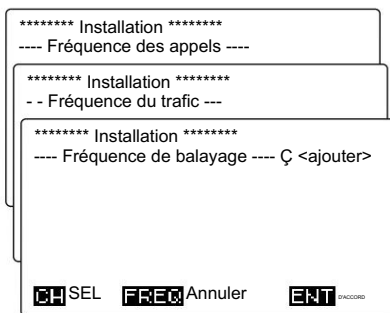 ******** Installation ********
---- Fréquence des appels ----
******** Installation ********
- - Fréquence du trafic ---
******** Installation ********
---- Fréquence de balayage ---- Ç <ajouter>
CH SEL FREQ Annuler ENT D'ACCORD